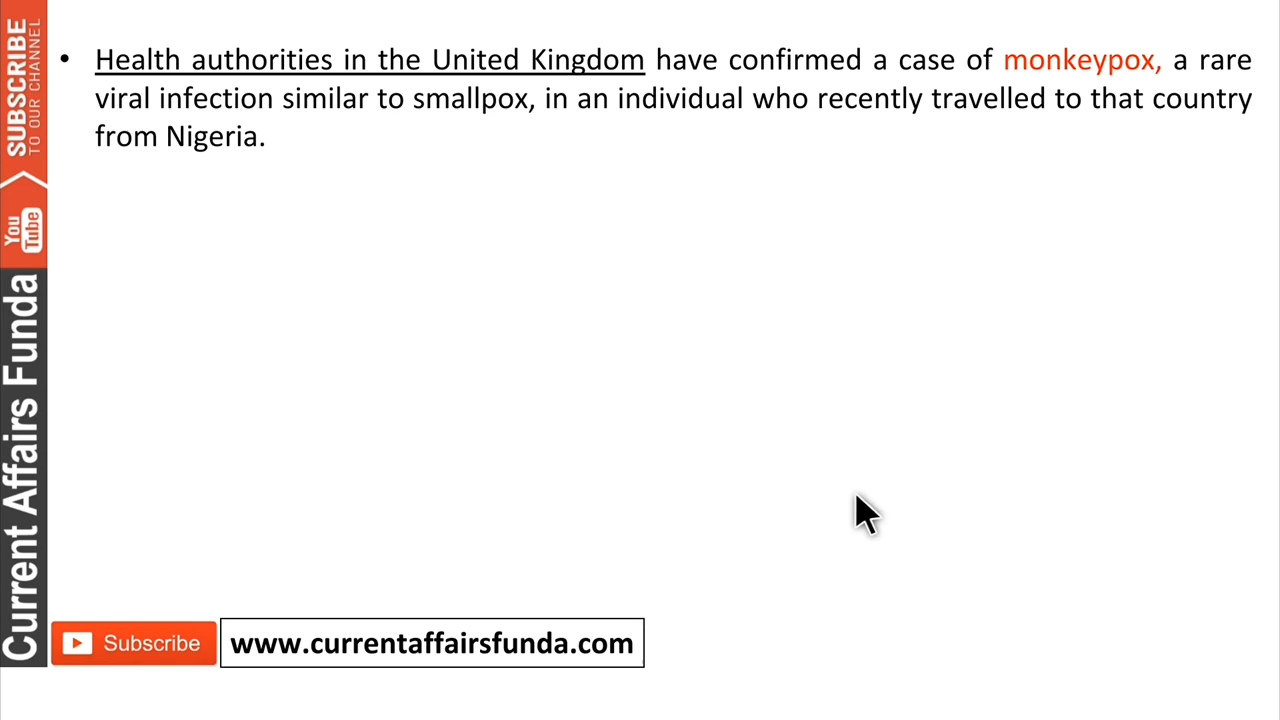 • Health authorities in the United Kingdom have confirmed a case of monkeypox, a rare
viral infection similar to smallpox, in an individual who recently travelled to that country
from Nigeria.
SUBSCRIBE
TO OUR CHANNEL
You
Tube
Current Affairs Funda
Subscribe
www.currentaffairsfunda.com